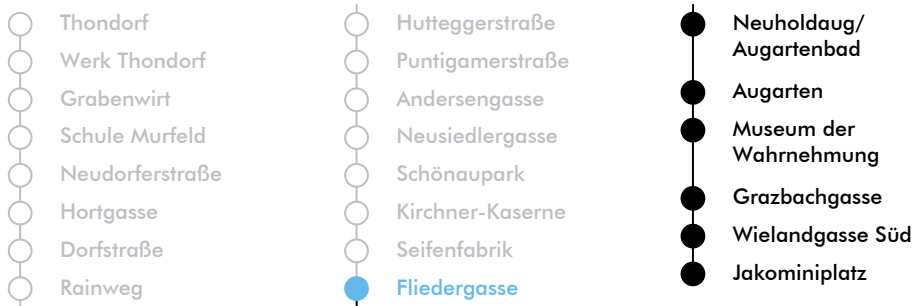 Thondorf
Werk Thondorf
Grabenwirt
Schule Murfeld
Neudorferstraße
Hortgasse
Dorfstraße
Rainweg
Hutteggerstraße
Puntigamerstraße
Andersengasse
Neusiedlergasse
Schönaupark
Kirchner-Kaserne
Seifenfabrik
Fliedergasse
Neuholdaug/
Augartenbad
Augarten
Museum der
Wahrnehmung
Grazbachgasse
Wielandgasse Süd
Jakominiplatz